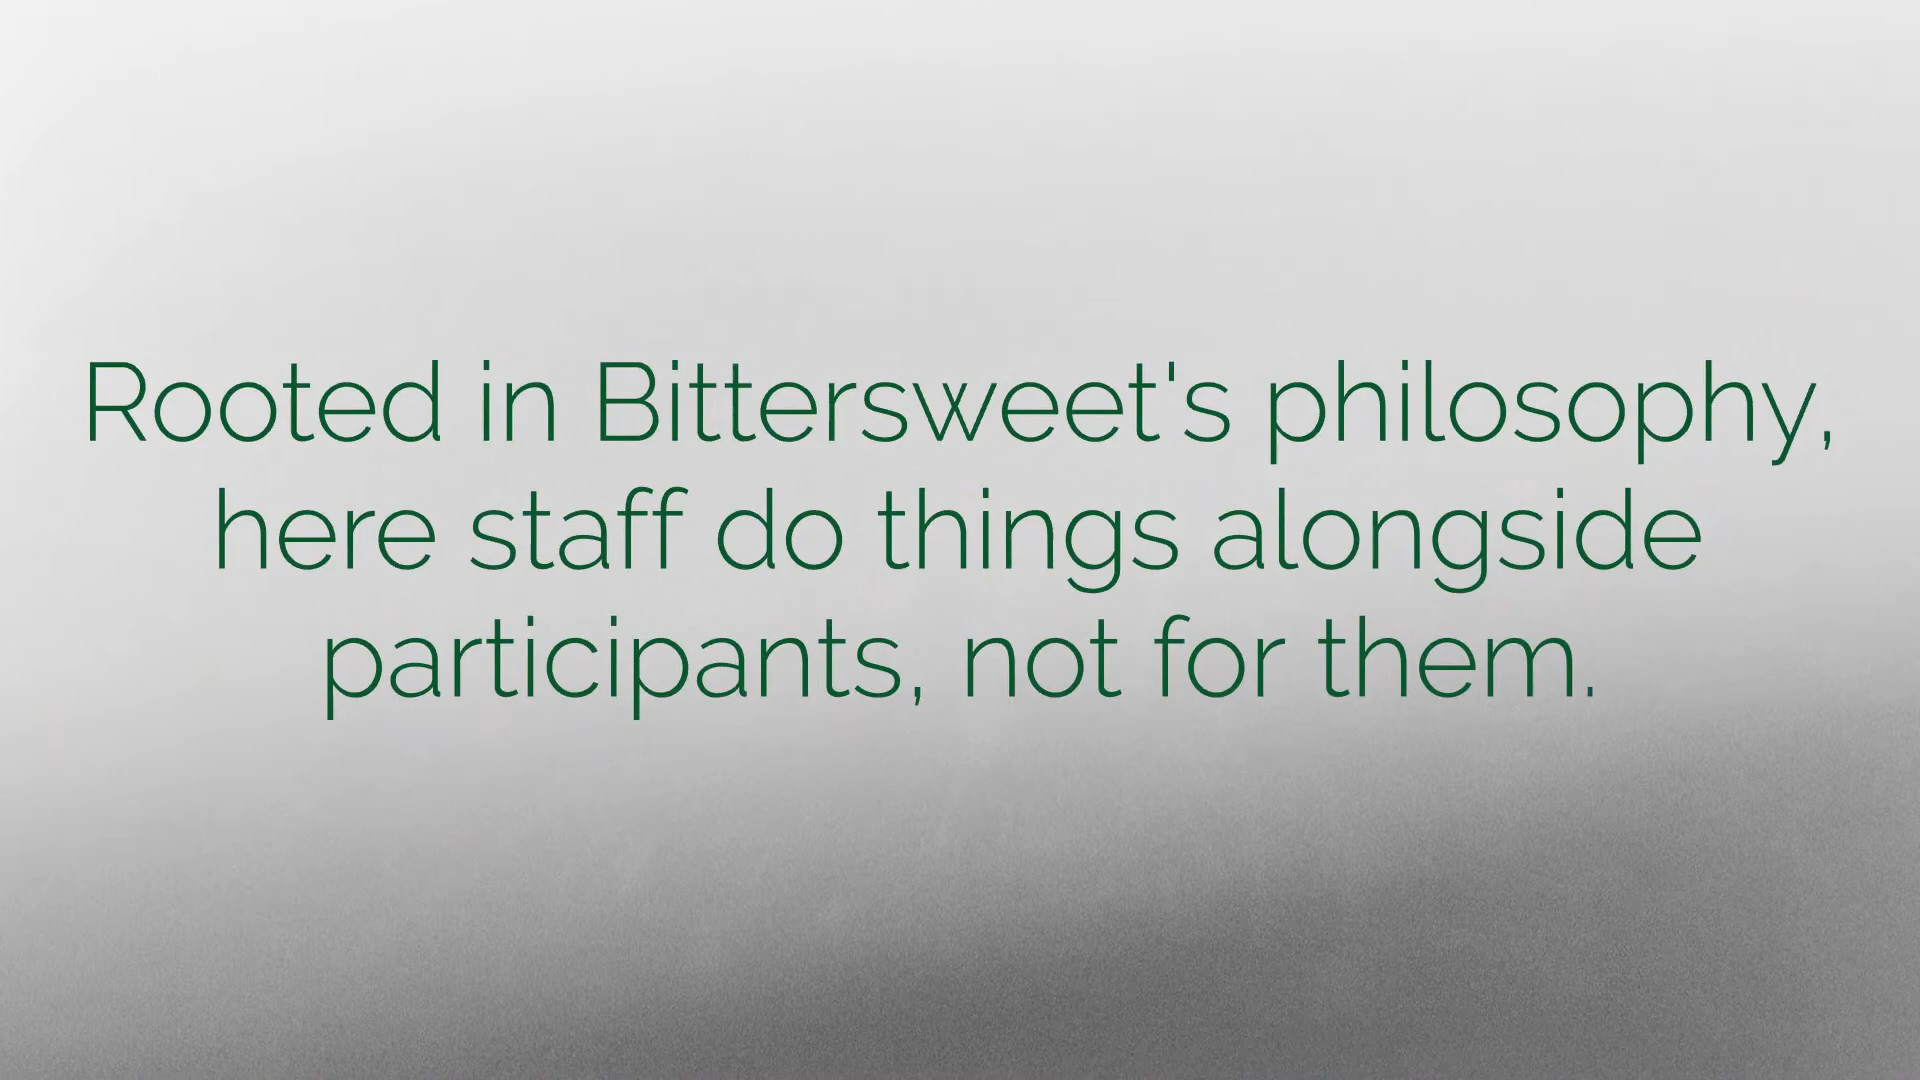 Rooted in Bittersweet's philosophy,
here staff do things alongside
participants, not for them.